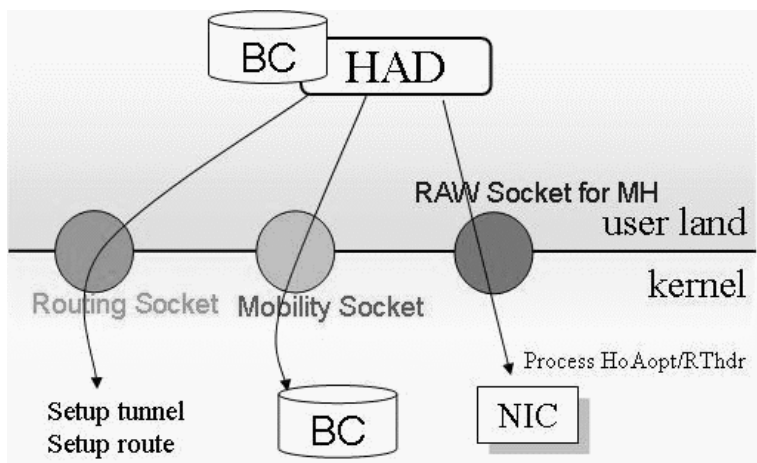 BC
HAD
RAW Socket for MH
user land
kernel
Routing Socket
Mobility Socket
Process HoAopt/RThdr
Setup tunnel
Setup route
BC
NIC